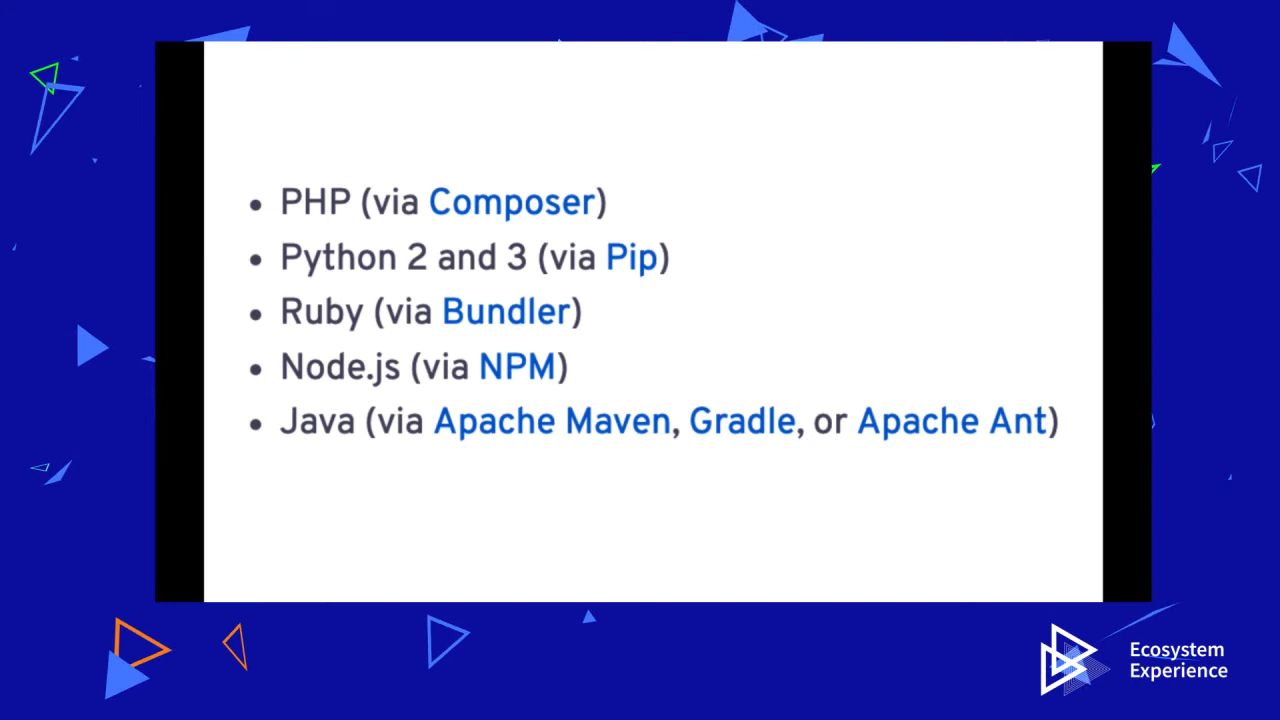 • PHP (via Composer)
• Python 2 and 3 (via Pip)
• Ruby (via Bundler)
• Node.js (via NPM)
• Java (via Apache Maven, Gradle, or Apache Ant)
Ecosystem
Experience